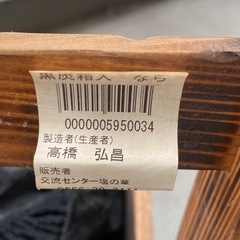 黒炭箱入 なら
0000005950034
製造者(生産者)
高橋 弘昌
販売者
交流センター塩の華